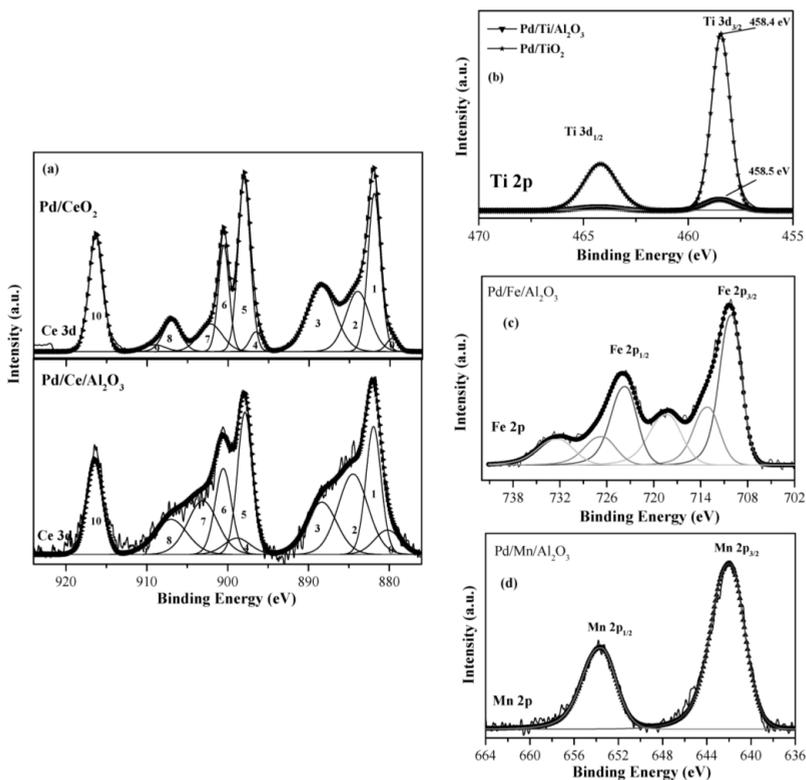 (a)
Pd/CeO₂
Ce 3d
10
9
8
7
6
5
4
3
2
1
0
Pd/Ce/Al₂O₃
Ce 3d
10
8
7
6
5
4
3
2
1
0
920 910 900 890 880
Binding Energy (eV)
Intensity (a.u.)
Pd/Ti/Al₂O₃
Pd/TiO₂
(b)
Ti 3d₃/₂ 458.4 eV
Ti 3d₁/₂
458.5 eV
Ti 2p
470 465 460 455
Binding Energy (eV)
Intensity (a.u.)
Pd/Fe/Al₂O₃
(c)
Fe 2p₃/₂
Fe 2p₁/₂
Fe 2p
738 732 726 720 714 708 702
Binding Energy (eV)
Intensity (a.u.)
Pd/Mn/Al₂O₃
(d)
Mn 2p₃/₂
Mn 2p₁/₂
Mn 2p
664 660 656 652 648 644 640 636
Binding Energy (eV)
Intensity (a.u.)